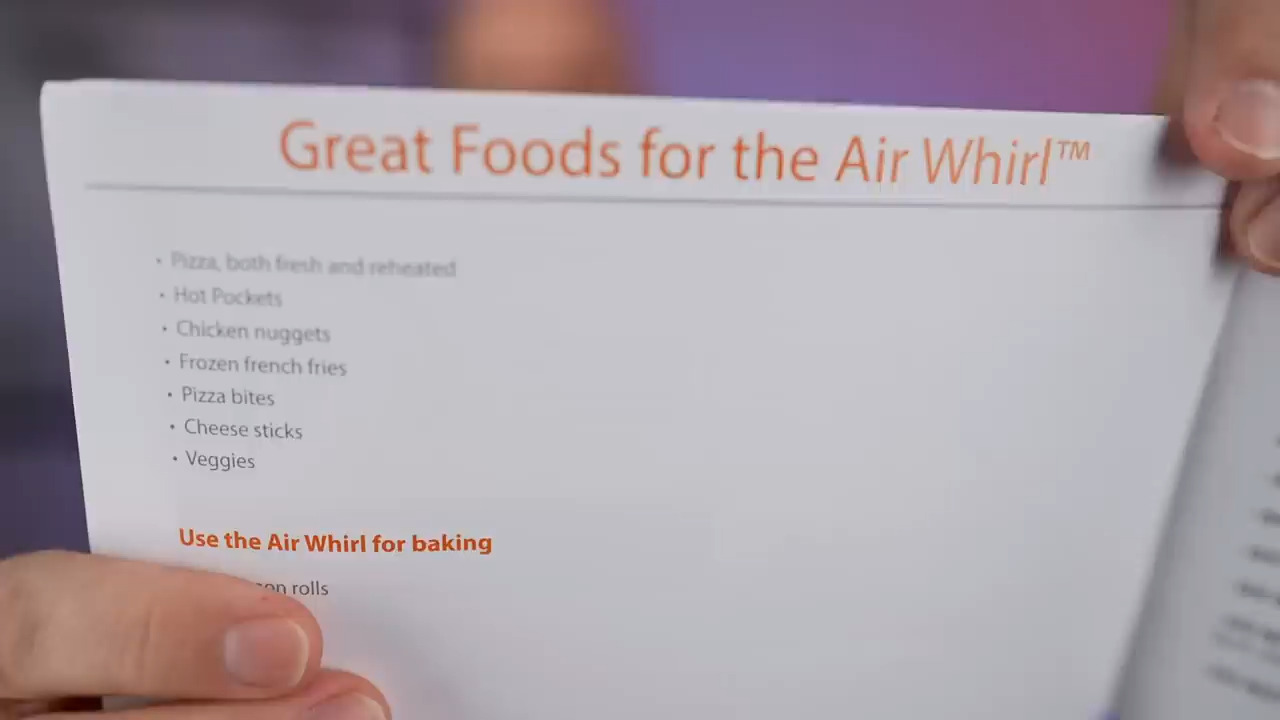 Great Foods for the Air Whirl™
• Pizza, both fresh and reheated
• Hot Pockets
• Chicken nuggets
• Frozen french fries
• Pizza bites
• Cheese sticks
• Veggies
Use the Air Whirl for baking
rolls